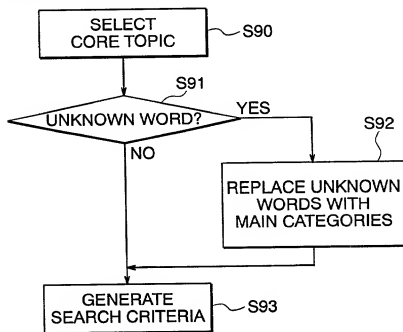 SELECT
CORE TOPIC
S90
S91
UNKNOWN WORD?
YES
NO
S92
REPLACE UNKNOWN
WORDS WITH
MAIN CATEGORIES
GENERATE
SEARCH CRITERIA
S93